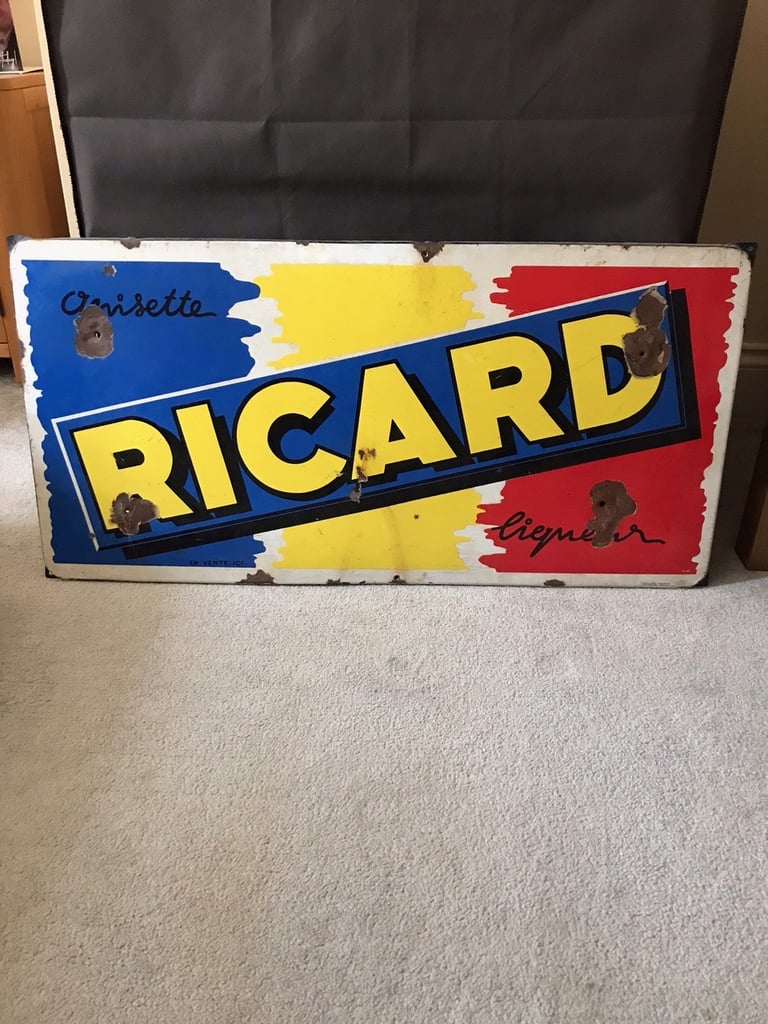 Anisette
RICARD
liqueur
EN VENTE ICI